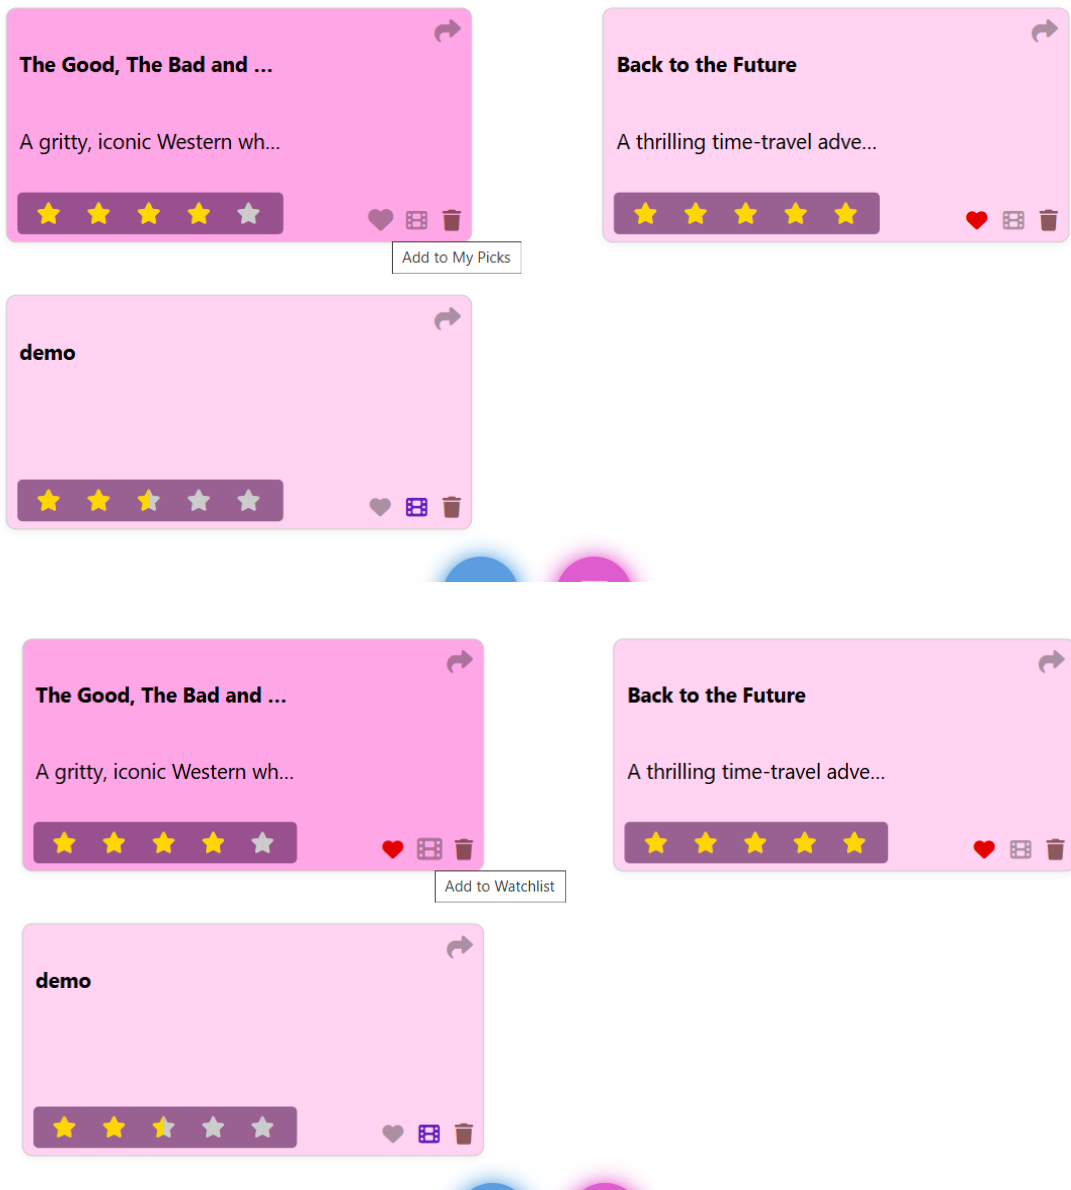 The Good, The Bad and ...
Back to the Future
A gritty, iconic Western wh...
A thrilling time-travel adve...
Add to My Picks
demo
The Good, The Bad and ...
Back to the Future
A gritty, iconic Western wh...
A thrilling time-travel adve...
Add to Watchlist
demo